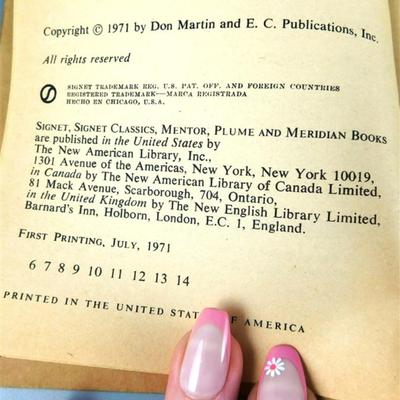 Copyright © 1971 by Don Martin and E. C. Publications, Inc.
All rights reserved
SIGNET TRADEMARK REG. U.S. PAT. OFF. AND FOREIGN COUNTRIES
REGISTERED TRADEMARK—MARCA REGISTRADA
HECHO EN CHICAGO, U.S.A.
SIGNET, SIGNET CLASSICS, MENTOR, PLUME AND MERIDIAN BOOKS
are published in the United States by
The New American Library, Inc.,
1301 Avenue of the Americas, New York, New York 10019,
in Canada by The New American Library of Canada Limited,
81 Mack Avenue, Scarborough, 704, Ontario,
in the United Kingdom by The New English Library Limited,
Barnard's Inn, Holborn, London, E.C. 1, England.
FIRST PRINTING, JULY, 1971
6 7 8 9 10 11 12 13 14
PRINTED IN THE UNITED STATES OF AMERICA